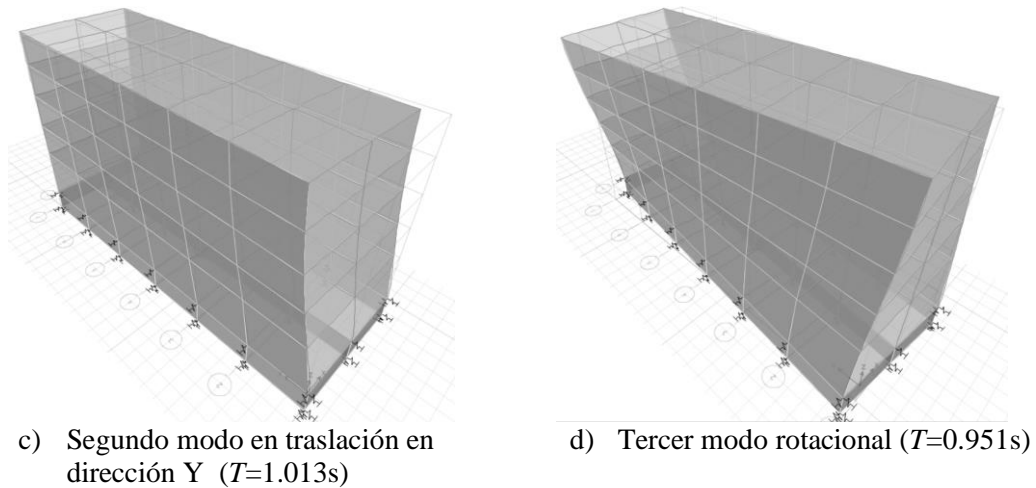 c) Segundo modo en traslación en
dirección Y (T=1.013s)
d) Tercer modo rotacional (T=0.951s)